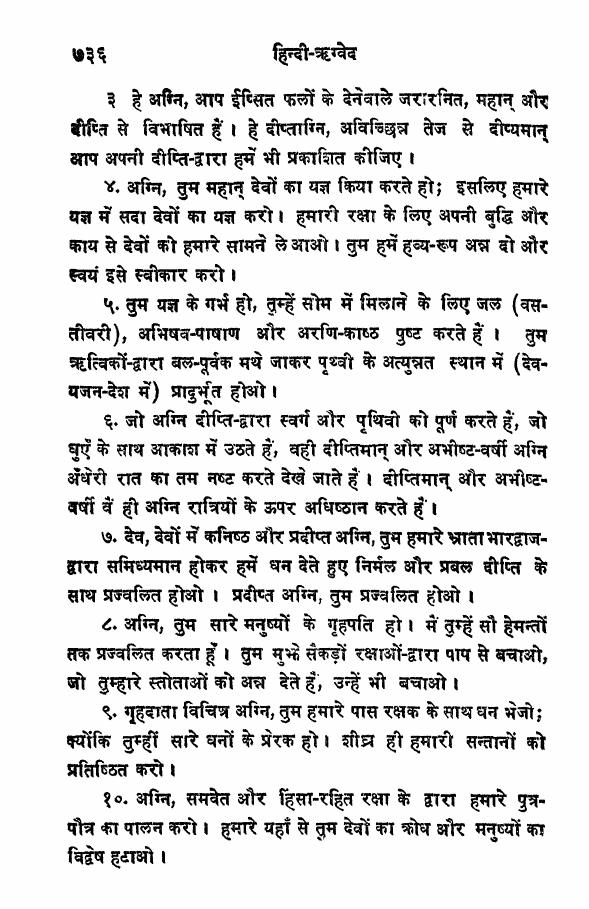 ७३६ हिन्दी-ऋग्वेद
३ हे अग्नि, आप ईप्सित फलों के देनेवाले जरारनित, महान् और
दीप्ति से विभाषित हैं । हे दीप्ताग्नि, अविच्छिन्न तेज से दीप्यमान्
आप अपनी दीप्ति-द्वारा हमें भी प्रकाशित कीजिए ।
४. अग्नि, तुम महान् देवों का यज्ञ किया करते हो; इसलिए हमारे
यज्ञ में सदा देवों का यज्ञ करो । हमारी रक्षा के लिए अपनी बुद्धि और
काय से देवों को हमारे सामने ले आओ । तुम हमें हव्य-रूप अन्न दो और
स्वयं इसे स्वीकार करो ।
५. तुम यज्ञ के गर्भ हो, तुम्हें सोम में मिलाने के लिए जल (वस-
तीवरी), अभिषव-पाषाण और अरणि-काष्ठ पुष्ट करते हैं । तुम
ऋत्विकों-द्वारा बल-पूर्वक मथे जाकर पृथ्वी के अत्युन्नत स्थान में (देव-
यजन-देश में) प्रादुर्भूत होओ ।
६. जो अग्नि दीप्ति-द्वारा स्वर्ग और पृथिवी को पूर्ण करते हैं, जो
धुएँ के साथ आकाश में उठते हैं, वही दीप्तिमान् और अभीष्ट-वर्षी अग्नि
अँधेरी रात का तम नष्ट करते देखे जाते हैं । दीप्तिमान् और अभीष्ट-
वर्षी वे ही अग्नि रात्रियों के ऊपर अधिष्ठान करते हैं ।
७. देव, देवों में कनिष्ठ और प्रदीप्त अग्नि, तुम हमारे भ्राता भारद्वाज-
द्वारा समिध्यमान होकर हमें धन देते हुए निर्मल और प्रबल दीप्ति के
साथ प्रज्वलित होओ । प्रदीप्त अग्नि, तुम प्रज्वलित होओ ।
८. अग्नि, तुम सारे मनुष्यों के गृहपति हो । मैं तुम्हें सौ हेमन्तों
तक प्रज्वलित करता हूँ । तुम मुझे सैकड़ों रक्षाओं-द्वारा पाप से बचाओ,
जो तुम्हारे स्तोताओं को अन्न देते हैं, उन्हें भी बचाओ ।
९. गृहदाता विचित्र अग्नि, तुम हमारे पास रक्षक के साथ धन भेजो;
क्योंकि तुम्हीं सारे धनों के प्रेरक हो । शीघ्र ही हमारी सन्तानों को
प्रतिष्ठित करो ।
१०. अग्नि, समवेत और हिंसा-रहित रक्षा के द्वारा हमारे पुत्र-
पौत्र का पालन करो । हमारे यहाँ से तुम देवों का क्रोध और मनुष्यों का
विद्वेष हटाओ ।